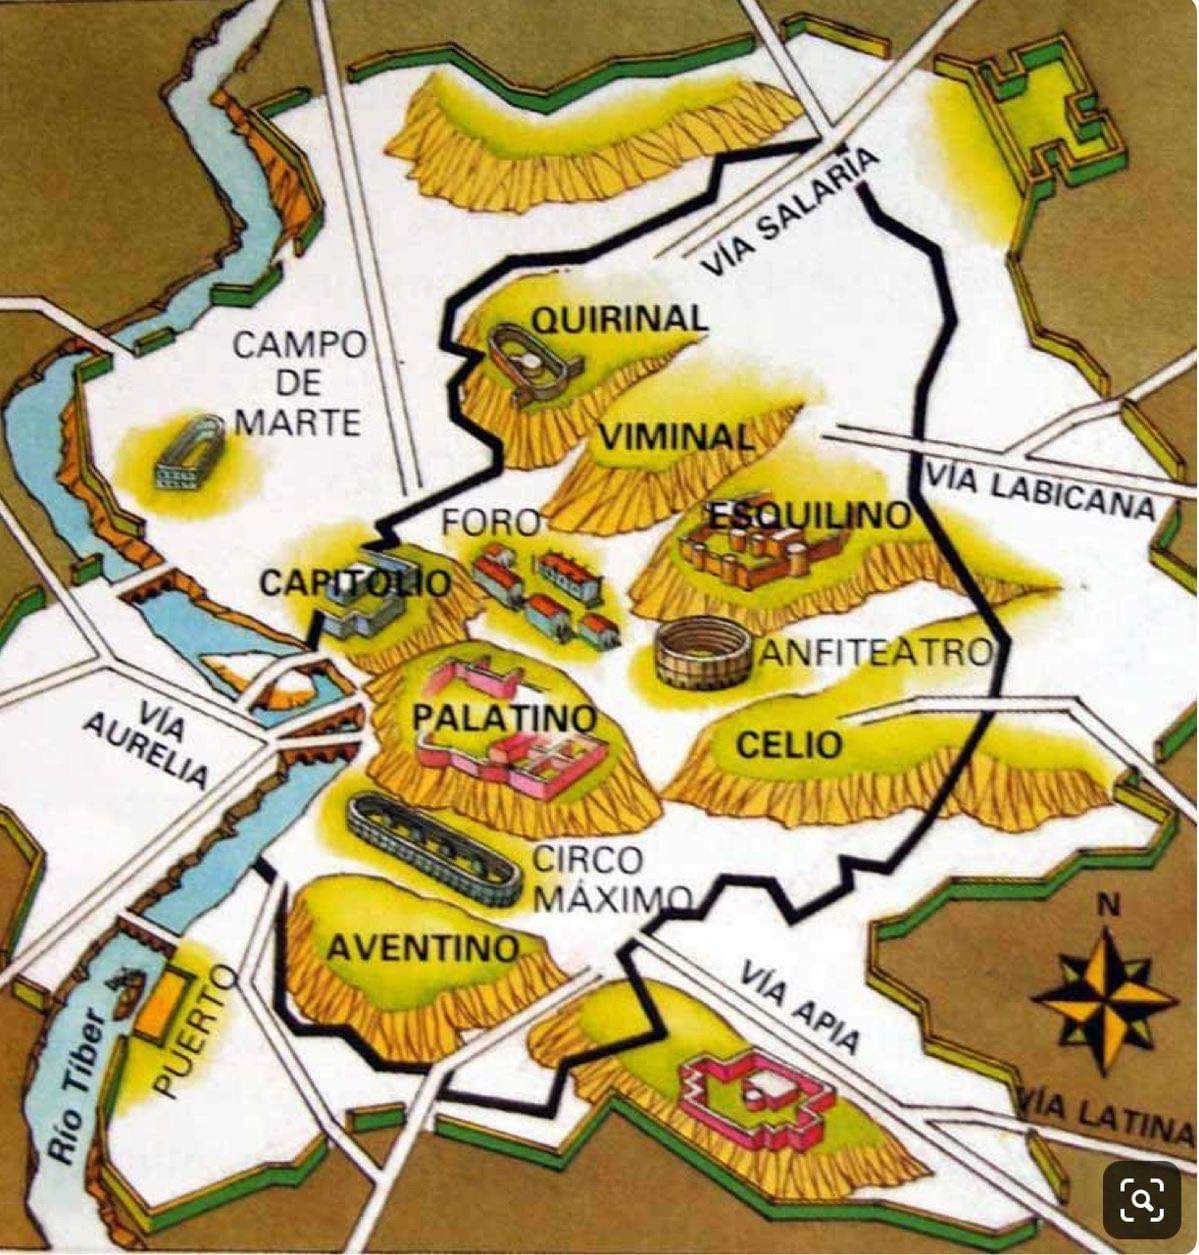 VÍA SALARÍA
QUIRINAL
CAMPO
DE
MARTE
VIMINAL
VÍA LABICANA
FORO
ESQUILINO
CAPITOLIO
ANFITEATRO
VÍA
AURELIA
PALATINO
CELIO
CIRCO
MÁXIMO
AVENTINO
N
PUERTO
VÍA APIA
Río Tíber
VÍA LATINA